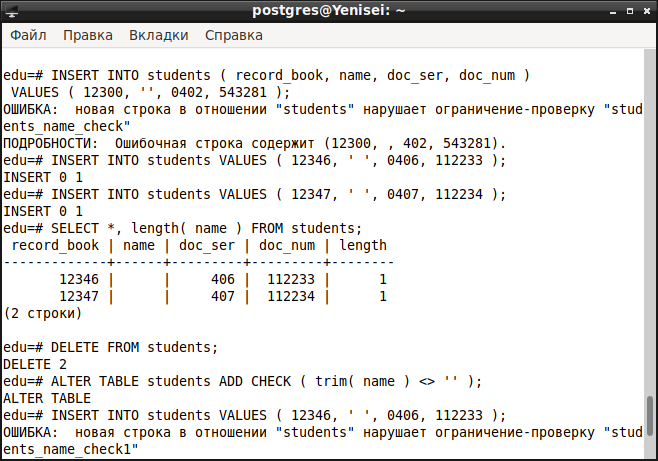 postgres@Yenisei: ~
Файл Правка Вкладки Справка
edu=# INSERT INTO students ( record_book, name, doc_ser, doc_num )
 VALUES ( 12300, '', 0402, 543281 );
ОШИБКА:  новая строка в отношении "students" нарушает ограничение-проверку "stud
ents_name_check"
ПОДРОБНОСТИ:  Ошибочная строка содержит (12300, , 402, 543281).
edu=# INSERT INTO students VALUES ( 12346, ' ', 0406, 112233 );
INSERT 0 1
edu=# INSERT INTO students VALUES ( 12347, ' ', 0407, 112234 );
INSERT 0 1
edu=# SELECT *, length( name ) FROM students;
 record_book | name | doc_ser | doc_num | length
-------------+------+---------+---------+--------
       12346 |      |     406 |  112233 |      1
       12347 |      |     407 |  112234 |      1
(2 строки)
edu=# DELETE FROM students;
DELETE 2
edu=# ALTER TABLE students ADD CHECK ( trim( name ) <> '' );
ALTER TABLE
edu=# INSERT INTO students VALUES ( 12346, ' ', 0406, 112233 );
ОШИБКА:  новая строка в отношении "students" нарушает ограничение-проверку "stud
ents_name_check1"